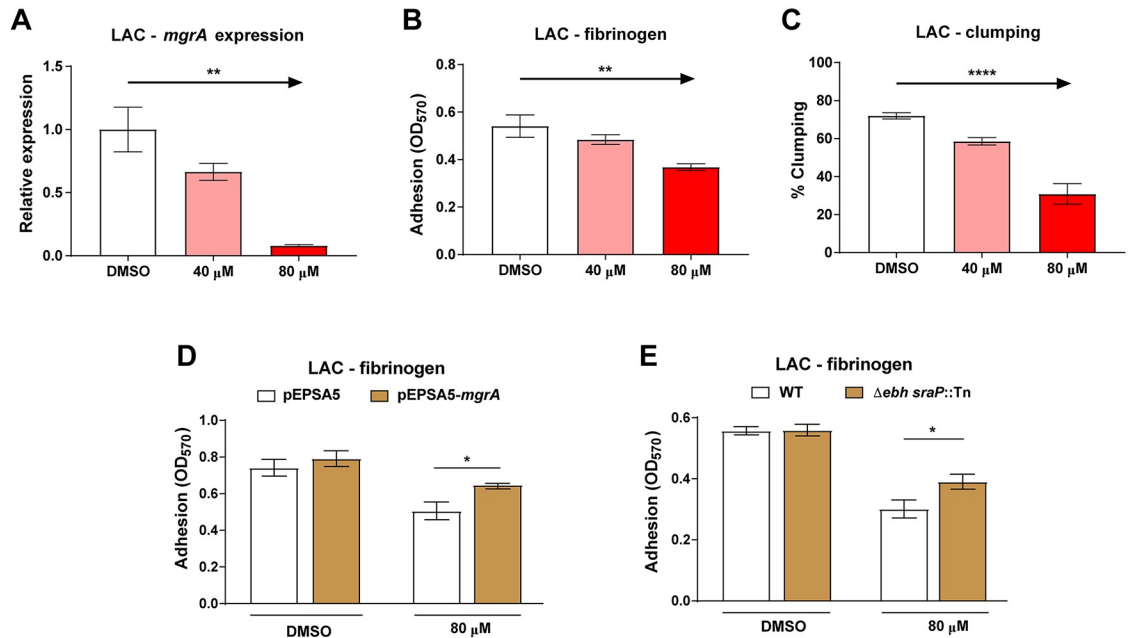 A
LAC - mgrA expression
Relative expression
1.5
1.0
0.5
0.0
**
DMSO
40 µM
80 µM
B
LAC - fibrinogen
Adhesion (OD570)
0.8
0.6
0.4
0.2
0.0
**
DMSO
40 µM
80 µM
C
LAC - clumping
% Clumping
100
80
60
40
20
0
****
DMSO
40 µM
80 µM
D
LAC - fibrinogen
pEPSA5
pEPSA5-mgrA
Adhesion (OD570)
1.0
0.8
0.6
0.4
0.2
0.0
*
DMSO
80 µM
E
LAC - fibrinogen
WT
Δebh sraP::Tn
Adhesion (OD570)
0.6
0.4
0.2
0.0
*
DMSO
80 µM